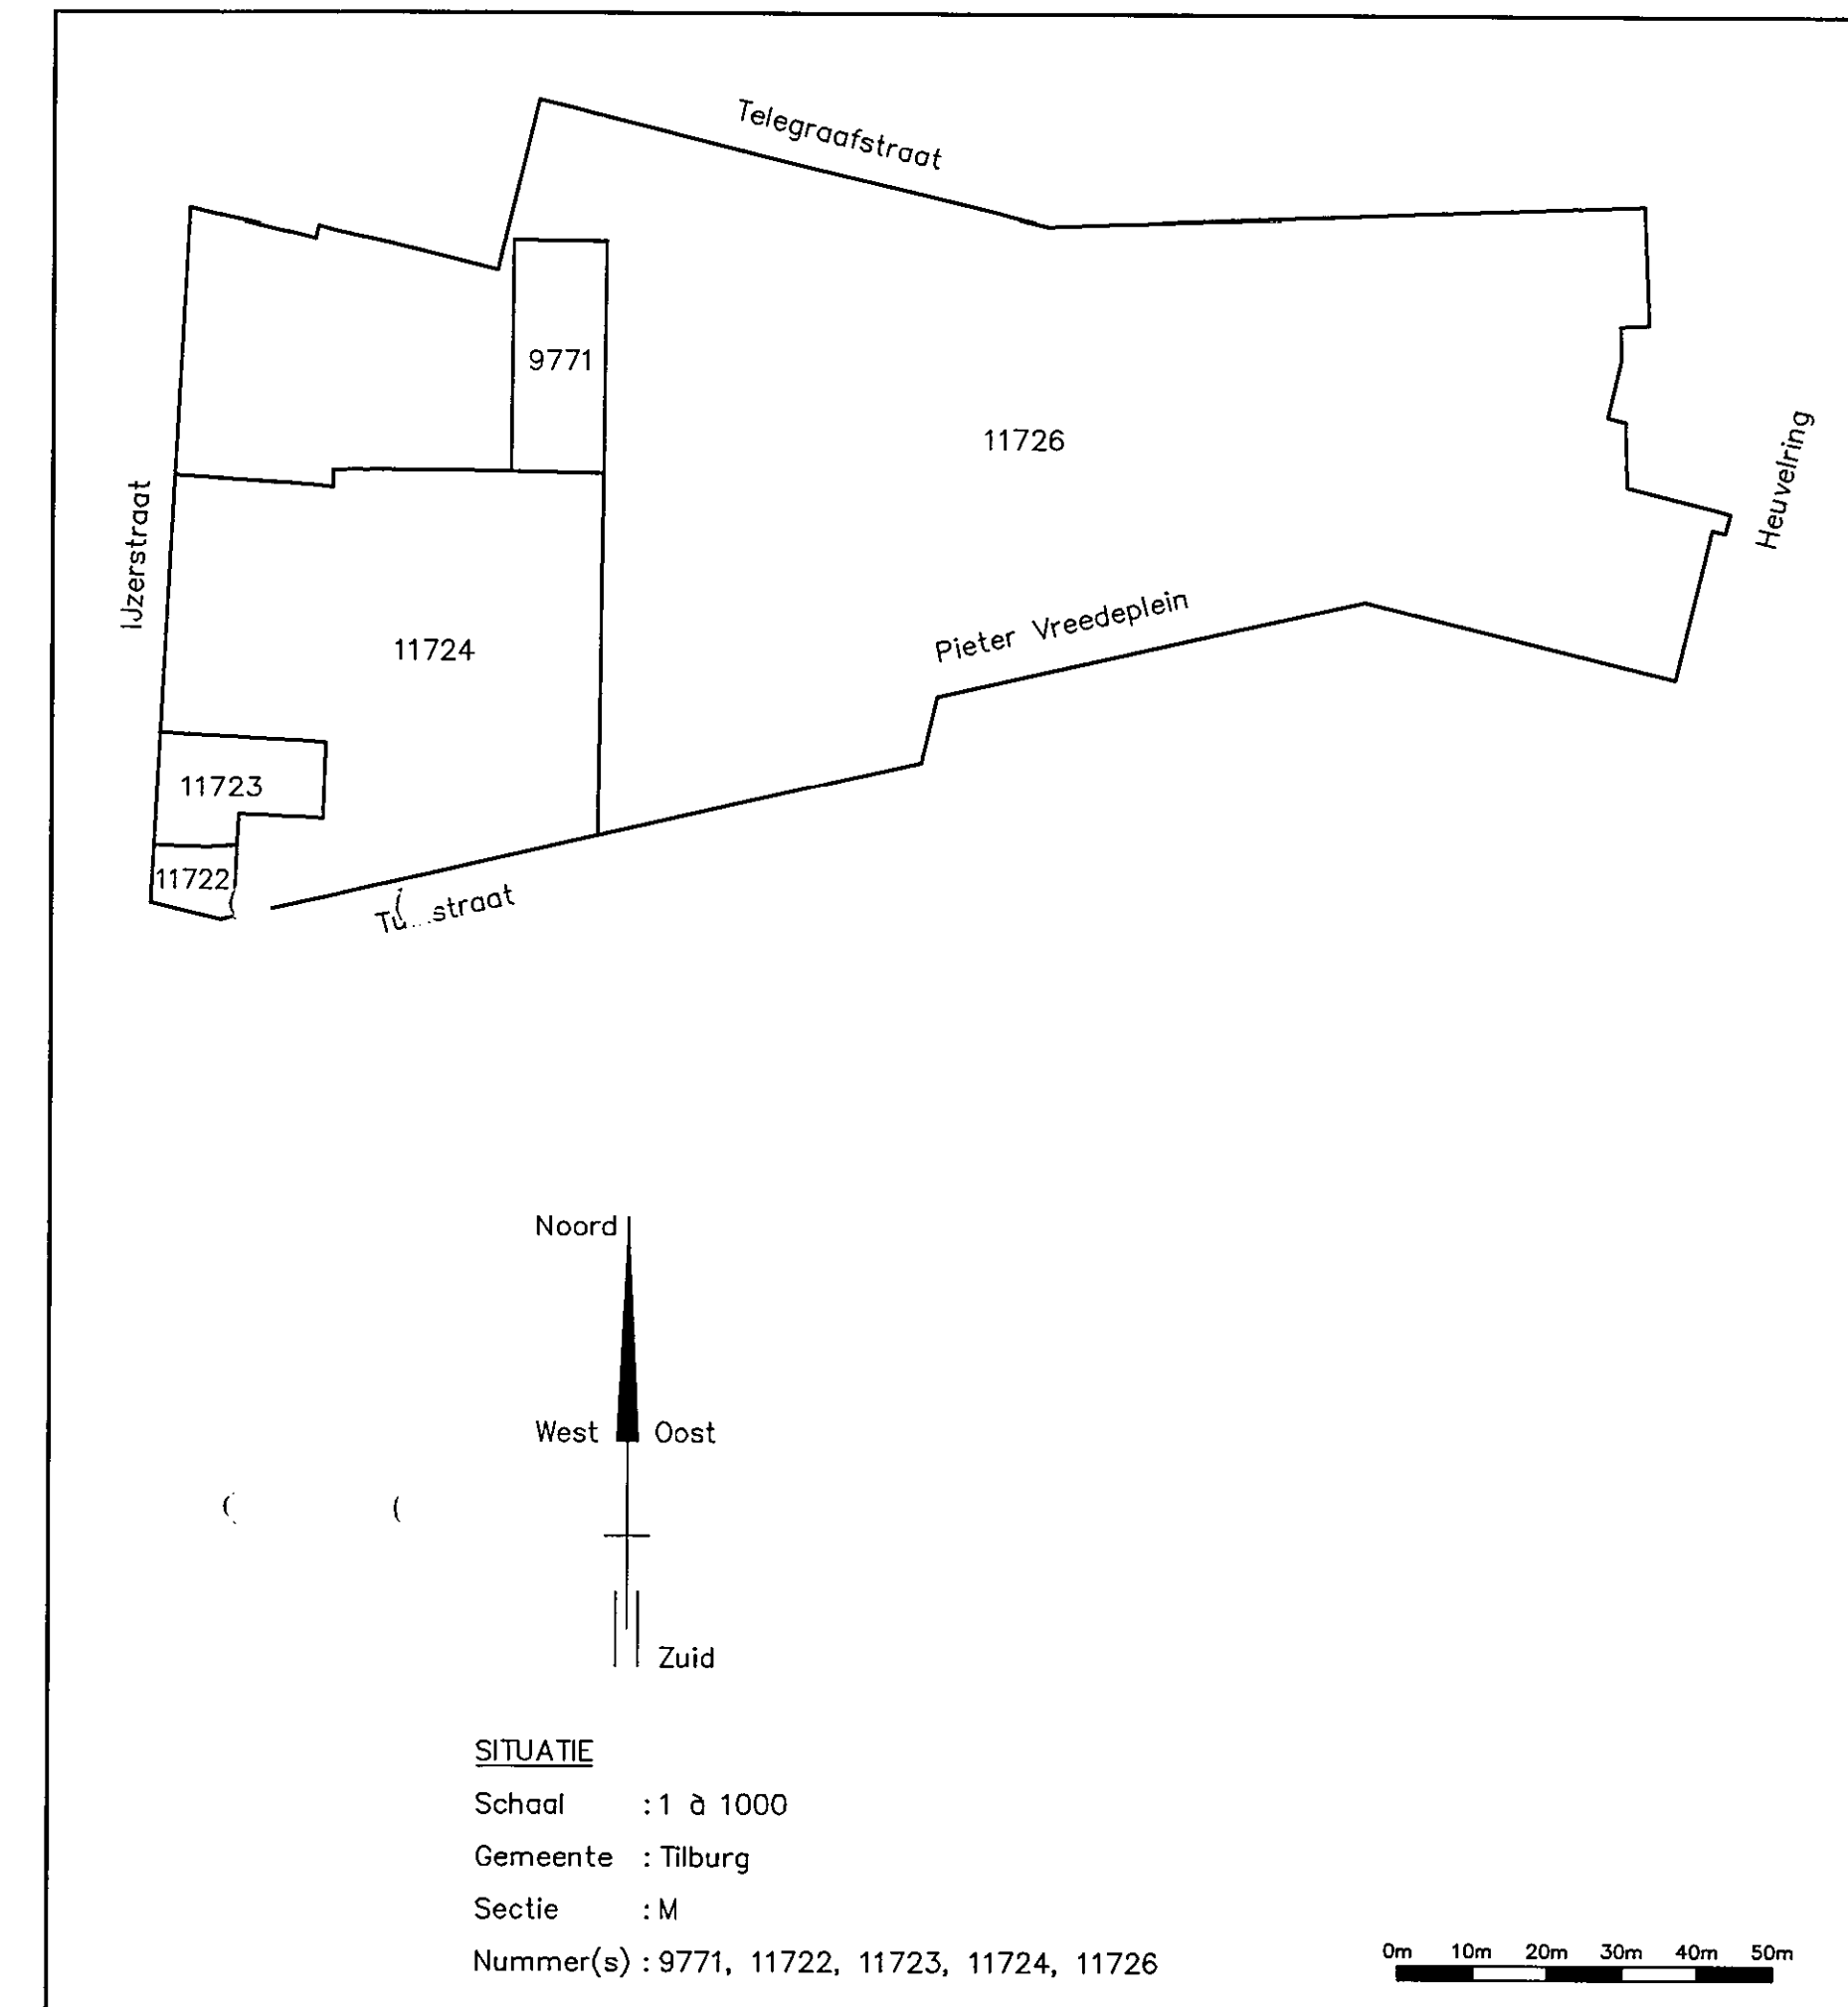 Telegraafstraat
9771
11726
Heuvelring
IJzerstraat
Pieter Vreedeplein
11724
11723
11722
straat
Noord
West Oost
Zuid
SITUATIE
Schaal : 1 à 1000
Gemeente : Tilburg
Sectie : M
Nummer(s) : 9771, 11722, 11723, 11724, 11726
0m 10m 20m 30m 40m 50m